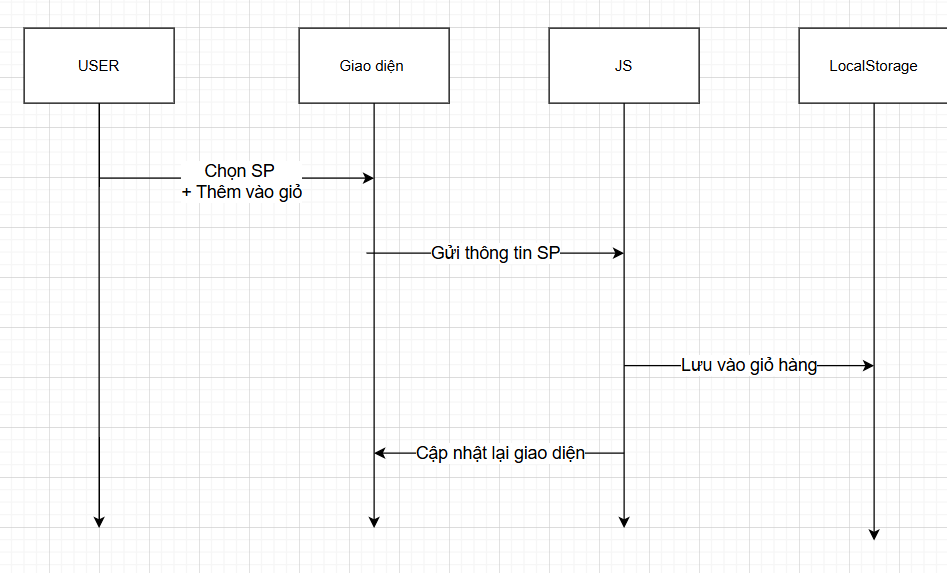 USER
Giao diện
JS
LocalStorage
Chọn SP
+ Thêm vào giỏ
Gửi thông tin SP
Lưu vào giỏ hàng
Cập nhật lại giao diện